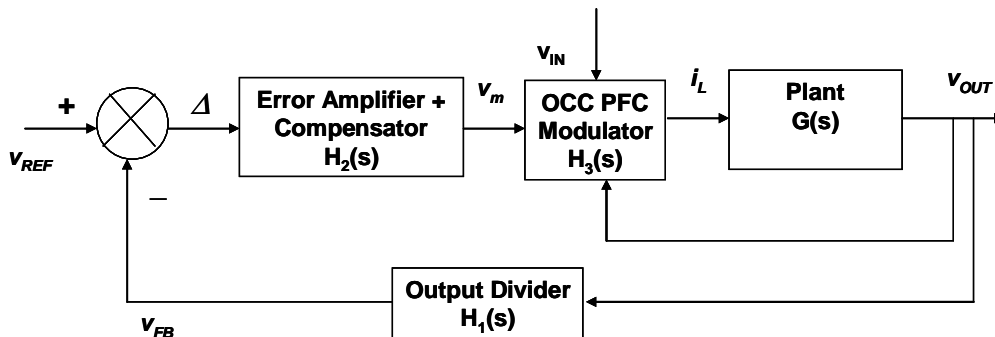 v_IN
+
Δ
Error Amplifier +
Compensator
H₂(s)
v_m
OCC PFC
Modulator
H₃(s)
i_L
Plant
G(s)
v_OUT
v_REF
–
Output Divider
H₁(s)
v_FB